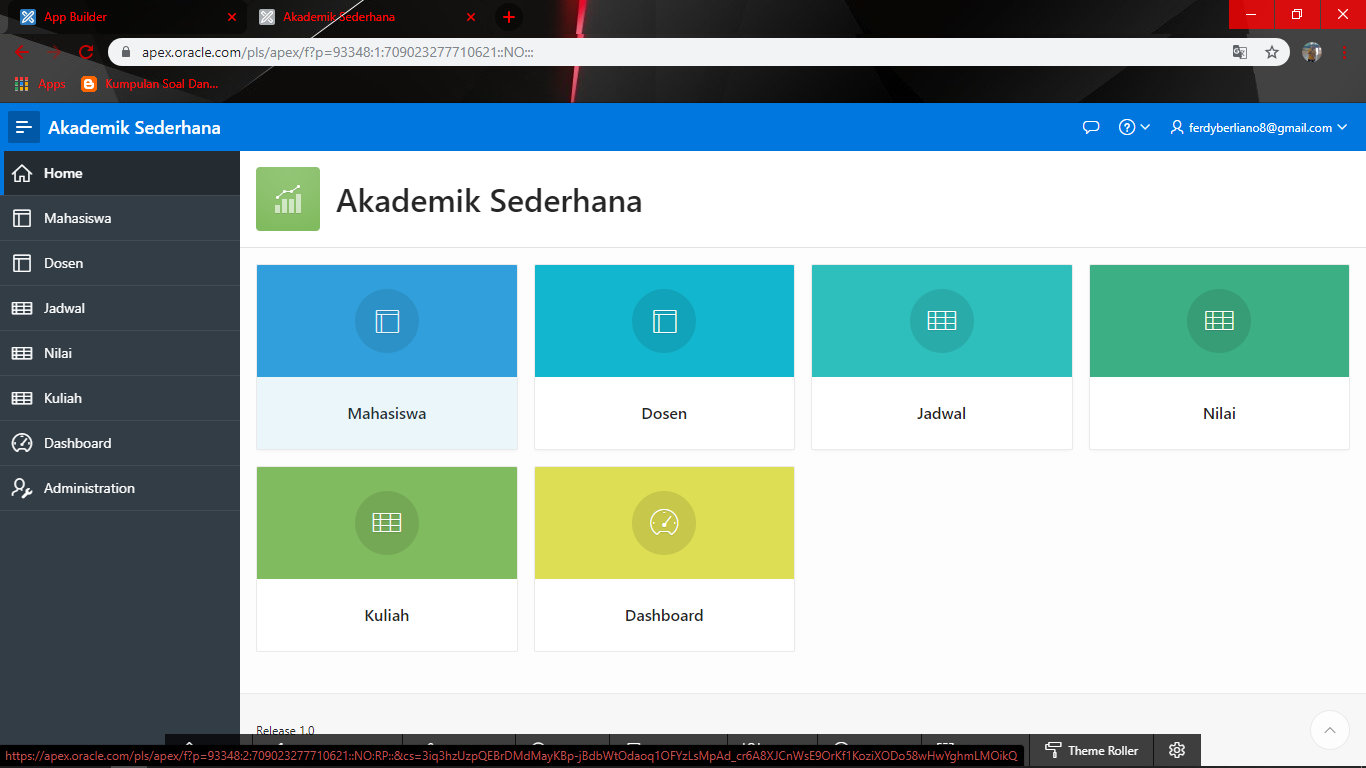 App Builder
Akademik Sederhana
apex.oracle.com/pls/apex/f?p=93348:1:709023277710621::NO:::
Apps
Kumpulan Soal Dan...
Akademik Sederhana
ferdyberliano8@gmail.com
Home
Mahasiswa
Dosen
Jadwal
Nilai
Kuliah
Dashboard
Administration
Akademik Sederhana
Mahasiswa
Dosen
Jadwal
Nilai
Kuliah
Dashboard
Release 1.0
https://apex.oracle.com/pls/apex/f?p=93348:2:709023277710621::NO:RP::&cs=3iq3hzUzpQEBrDMdMayKBp-jBdbWtOdaoq1OFYzLsMpAd_cr6A8XJCnWsE9OrKf1KoziXODo58wHwYghmLMOikQ
Theme Roller